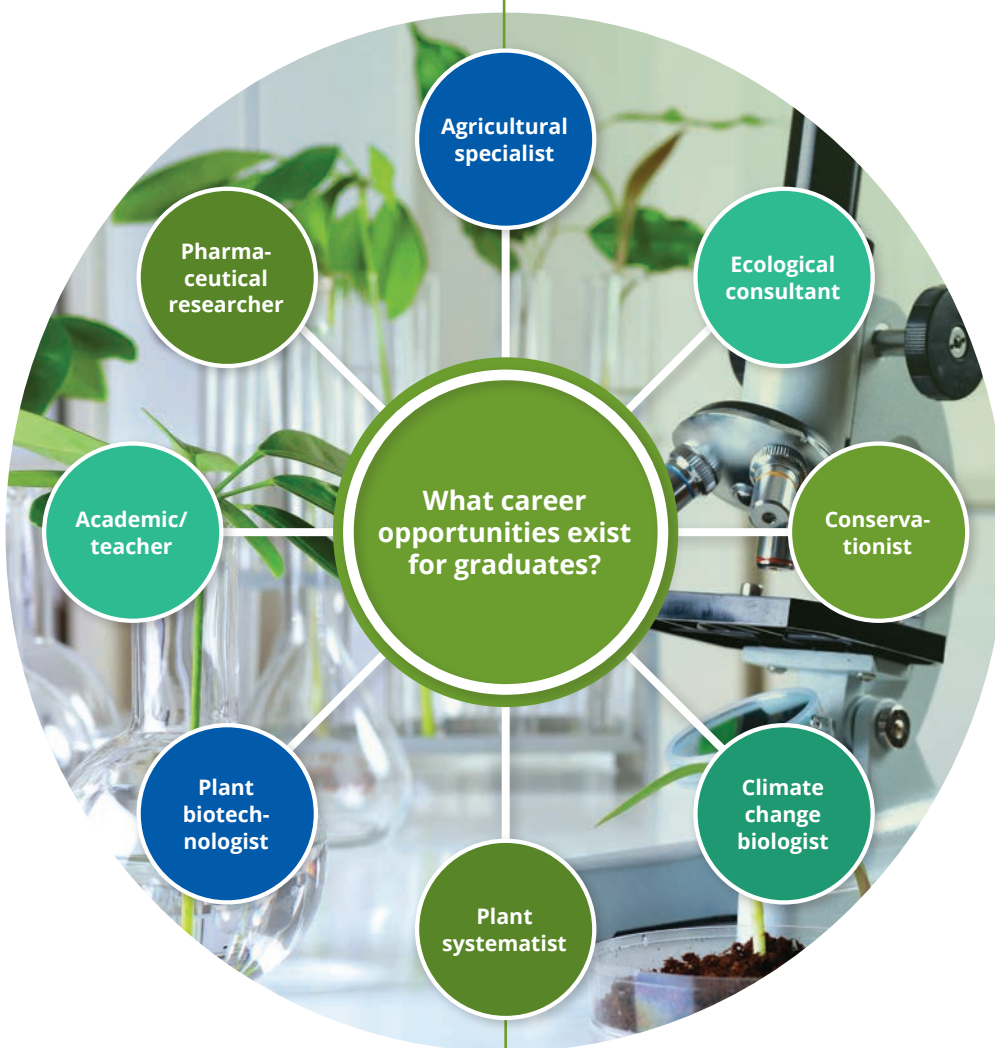 What career
opportunities exist
for graduates?
Agricultural
specialist
Ecological
consultant
Conserva-
tionist
Climate
change
biologist
Plant
systematist
Plant
biotech-
nologist
Academic/
teacher
Pharma-
ceutical
researcher